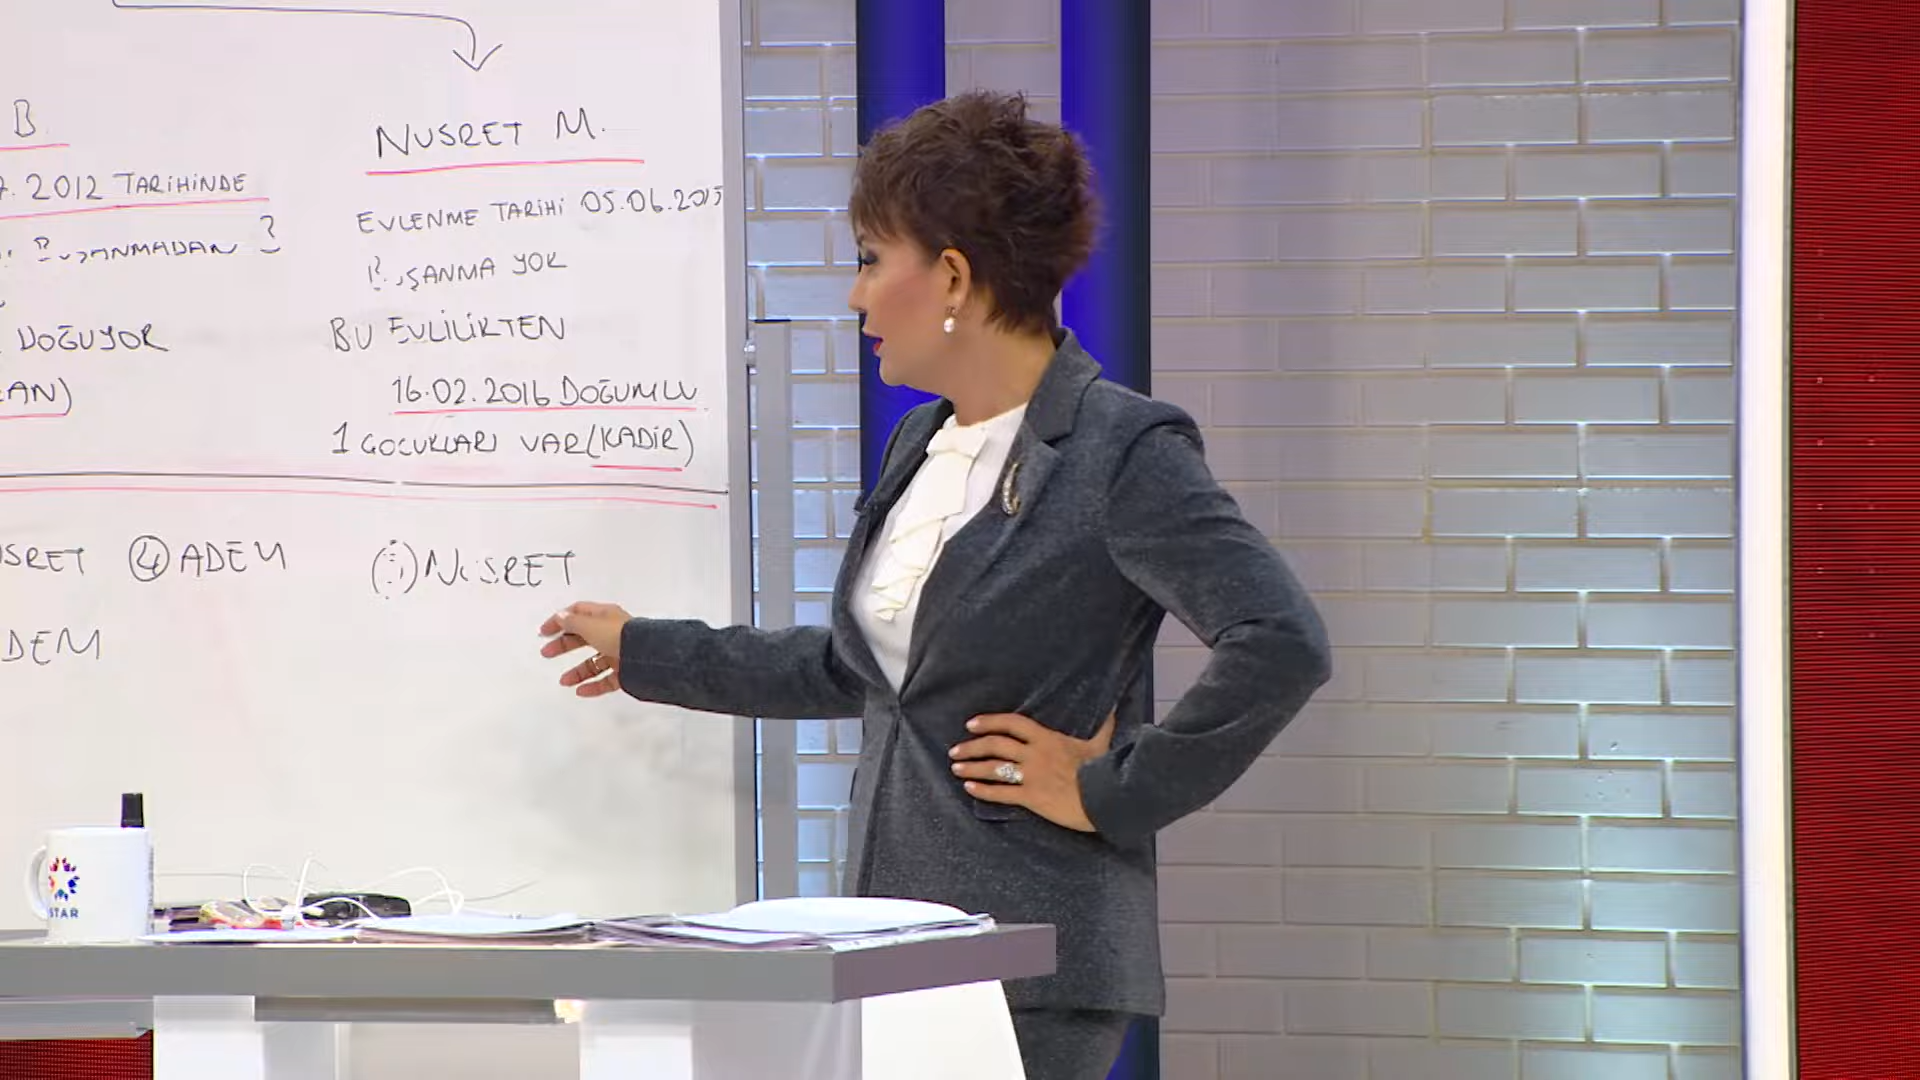 B.
7.2012 TARİHİNDE
DOĞUYOR
AN)
NUSRET M.
EVLENME TARİHİ 05.06.2015
BOŞANMA YOK
BU EVLİLİKTEN
16.02.2016 DOĞUMLU
1 ÇOCUKLARI VAR (KADİR)
SRET ④ ADEM
NUSRET
DEM
STAR